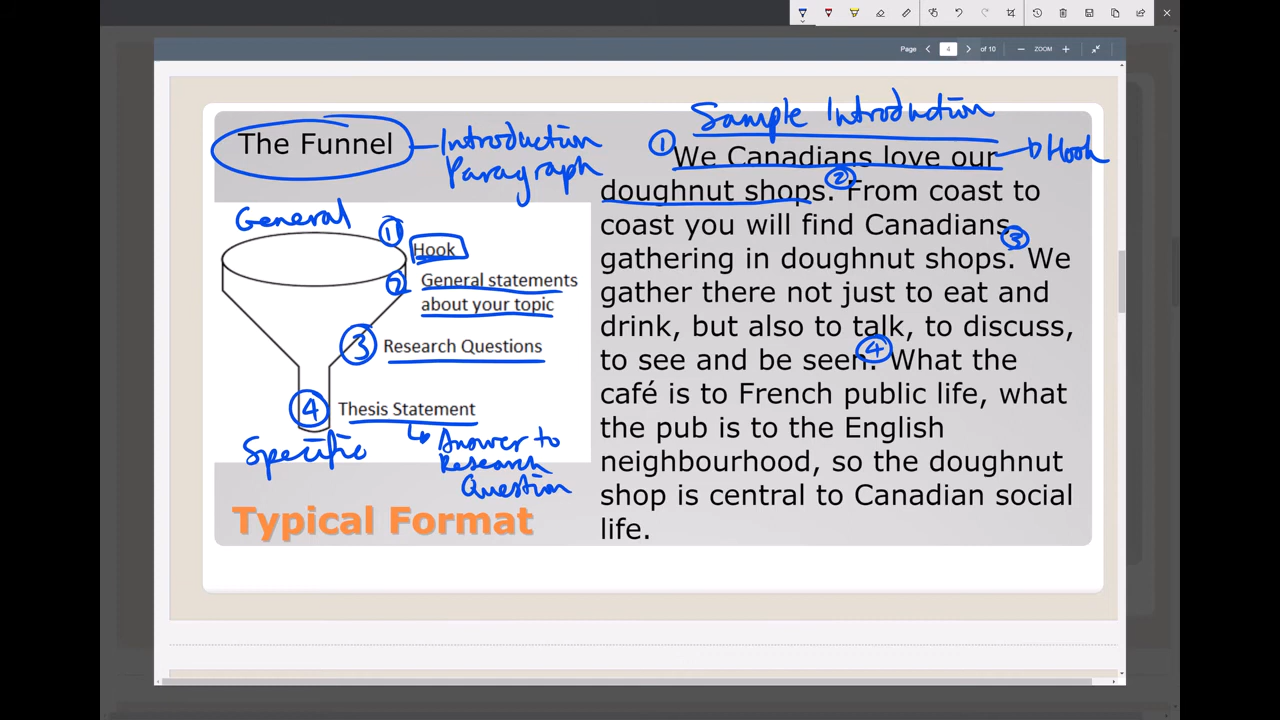 Page
4
of 10
ZOOM
The Funnel
Introduction
Paragraph
General
① Hook
② General statements
about your topic
③ Research Questions
④ Thesis Statement
Specific
Answer to
Research
Question
Typical Format
Sample Introduction
① We Canadians love our
Hook
doughnut shops. ② From coast to
coast you will find Canadians
gathering in doughnut shops. ③ We
gather there not just to eat and
drink, but also to talk, to discuss,
to see and be seen. ④ What the
café is to French public life, what
the pub is to the English
neighbourhood, so the doughnut
shop is central to Canadian social
life.